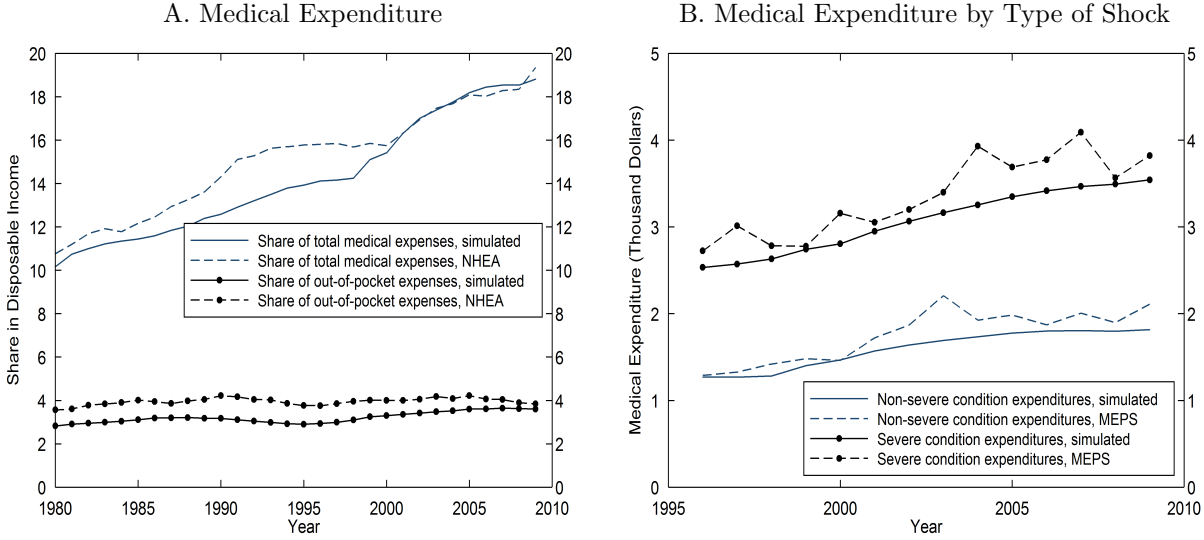 A. Medical Expenditure
20
18
16
14
12
10
8
6
4
2
0
20
18
16
14
12
10
8
6
4
2
0
Share in Disposable Income
Share of total medical expenses, simulated
Share of total medical expenses, NHEA
Share of out-of-pocket expenses, simulated
Share of out-of-pocket expenses, NHEA
1980 1985 1990 1995 2000 2005 2010
Year
B. Medical Expenditure by Type of Shock
5
4
3
2
1
0
5
4
3
2
1
0
Medical Expenditure (Thousand Dollars)
Non-severe condition expenditures, simulated
Non-severe condition expenditures, MEPS
Severe condition expenditures, simulated
Severe condition expenditures, MEPS
1995 2000 2005 2010
Year